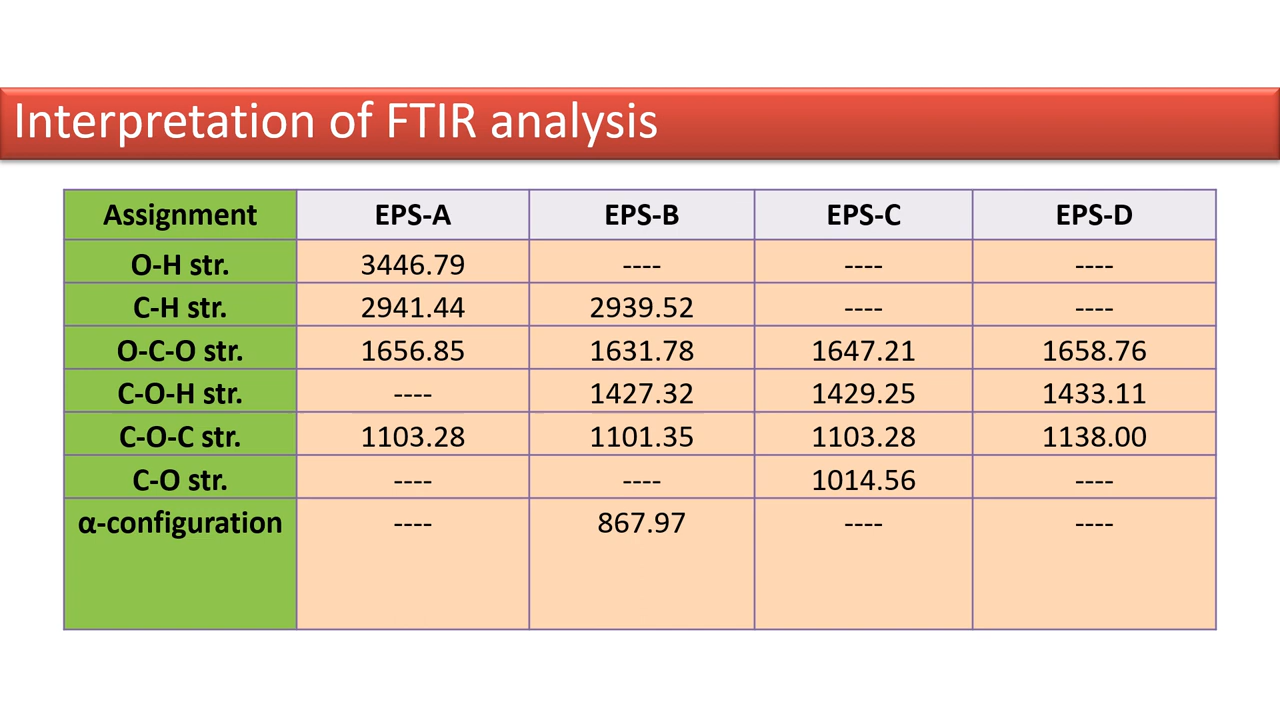 Interpretation of FTIR analysis
Assignment EPS-A EPS-B EPS-C EPS-D
O-H str. 3446.79 ---- ---- ----
C-H str. 2941.44 2939.52 ---- ----
O-C-O str. 1656.85 1631.78 1647.21 1658.76
C-O-H str. ---- 1427.32 1429.25 1433.11
C-O-C str. 1103.28 1101.35 1103.28 1138.00
C-O str. ---- ---- 1014.56 ----
α-configuration ---- 867.97 ---- ----